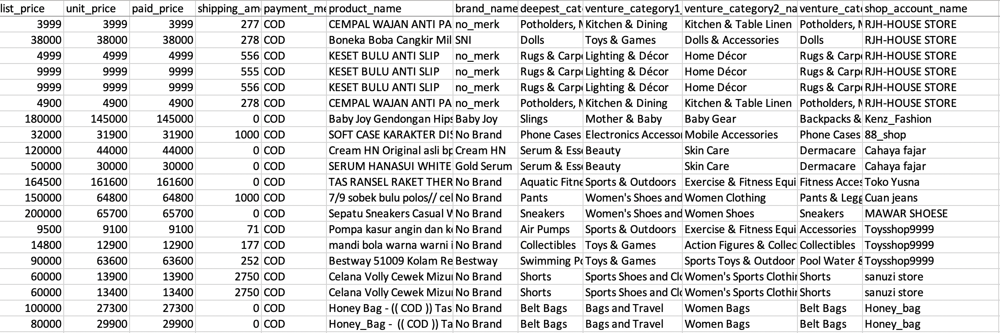 list_price unit_price paid_price shipping_am payment_me product_name brand_name deepest_cat venture_category1_ venture_category2_na venture_cate shop_account_name
3999 3999 3999 277 COD CEMPAL WAJAN ANTI PA no_merk Potholders, M Kitchen & Dining Kitchen & Table Linen Potholders, M RJH-HOUSE STORE
38000 38000 38000 278 COD Boneka Boba Cangkir Mil SNI Dolls Toys & Games Dolls & Accessories Dolls RJH-HOUSE STORE
4999 4999 4999 556 COD KESET BULU ANTI SLIP no_merk Rugs & Carpe Lighting & Décor Home Décor Rugs & Carpe RJH-HOUSE STORE
9999 9999 9999 555 COD KESET BULU ANTI SLIP no_merk Rugs & Carpe Lighting & Décor Home Décor Rugs & Carpe RJH-HOUSE STORE
9999 9999 9999 556 COD KESET BULU ANTI SLIP no_merk Rugs & Carpe Lighting & Décor Home Décor Rugs & Carpe RJH-HOUSE STORE
4900 4900 4900 278 COD CEMPAL WAJAN ANTI PA no_merk Potholders, M Kitchen & Dining Kitchen & Table Linen Potholders, M RJH-HOUSE STORE
180000 145000 145000 0 COD Baby Joy Gendongan Hips Baby Joy Slings Mother & Baby Baby Gear Backpacks & Kenz_Fashion
32000 31900 31900 1000 COD SOFT CASE KARAKTER DIS No Brand Phone Cases Electronics Accessor Mobile Accessories Phone Cases 88_shop
120000 44000 44000 0 COD Cream HN Original asli bp Cream HN Serum & Esse Beauty Skin Care Dermacare Cahaya fajar
50000 30000 30000 0 COD SERUM HANASUI WHITE Gold Serum Serum & Esse Beauty Skin Care Dermacare Cahaya fajar
164500 161600 161600 0 COD TAS RANSEL RAKET THER No Brand Aquatic Fitne Sports & Outdoors Exercise & Fitness Equi Fitness Acces Toko Yusna
150000 64800 64800 1000 COD 7/9 sobek bulu polos// cel No Brand Pants Women's Shoes and Women Clothing Pants & Legg Cuan jeans
200000 65700 65700 0 COD Sepatu Sneakers Casual W No Brand Sneakers Women's Shoes and Women Shoes Sneakers MAWAR SHOESE
9500 9100 9100 71 COD Pompa kasur angin dan ko No Brand Air Pumps Sports & Outdoors Exercise & Fitness Equi Accessories Toysshop9999
14800 12900 12900 177 COD mandi bola warna warni i No Brand Collectibles Toys & Games Action Figures & Collec Collectibles Toysshop9999
90000 63600 63600 252 COD Bestway 51009 Kolam Re Bestway Swimming Po Toys & Games Sports Toys & Outdoor Pool Water & Toysshop9999
60000 13900 13900 2750 COD Celana Volly Cewek Mizun No Brand Shorts Sports Shoes and Clo Women's Sports Clothin Shorts sanuzi store
60000 13400 13400 2750 COD Celana Volly Cewek Mizun No Brand Shorts Sports Shoes and Clo Women's Sports Clothin Shorts sanuzi store
100000 27300 27300 0 COD Honey Bag - (( COD )) Tas No Brand Belt Bags Bags and Travel Women Bags Belt Bags Honey_bag
80000 29900 29900 0 COD Honey_Bag - (( COD )) Ta No Brand Belt Bags Bags and Travel Women Bags Belt Bags Honey_bag